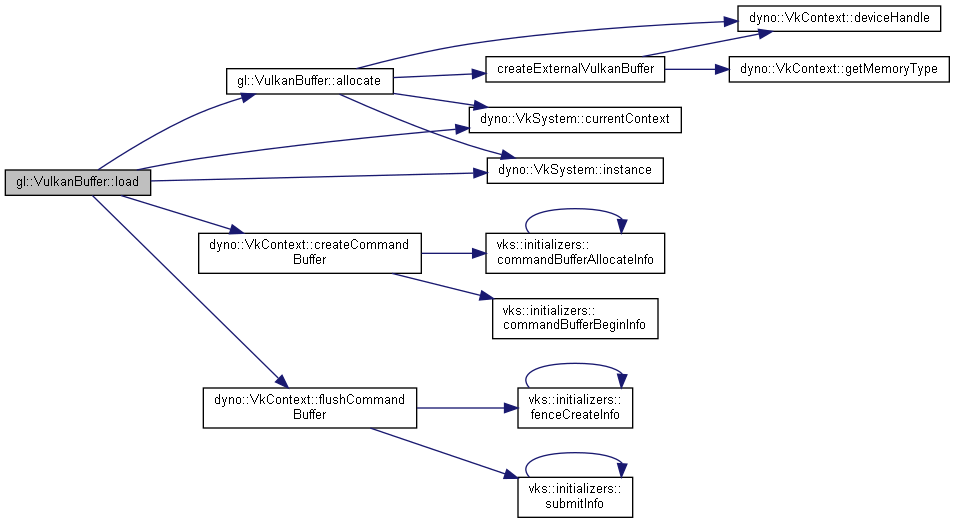 dyno::VkContext::deviceHandle
gl::VulkanBuffer::allocate
createExternalVulkanBuffer
dyno::VkContext::getMemoryType
dyno::VkSystem::currentContext
dyno::VkSystem::instance
gl::VulkanBuffer::load
dyno::VkContext::createCommand
Buffer
vks::initializers::
commandBufferAllocateInfo
vks::initializers::
commandBufferBeginInfo
dyno::VkContext::flushCommand
Buffer
vks::initializers::
fenceCreateInfo
vks::initializers::
submitInfo